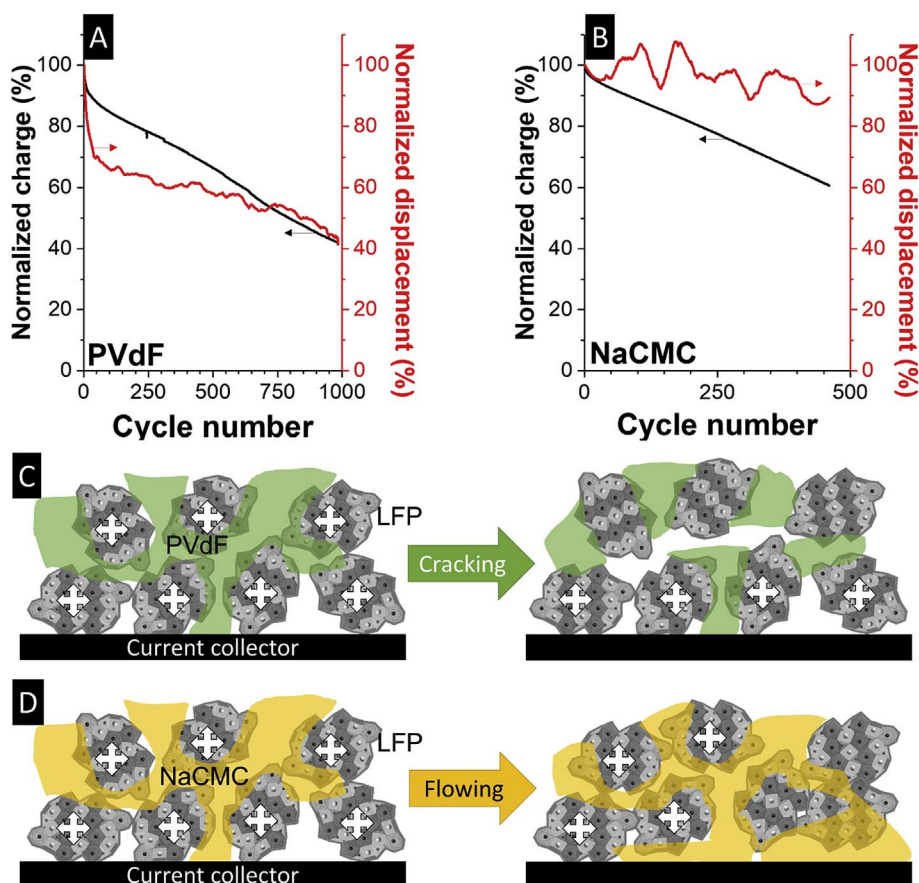 A
Normalized charge (%)
100
80
60
40
20
0
PVdF
0 250 500 750 1000
Cycle number
100
80
60
40
20
0
Normalized displacement (%)
B
Normalized charge (%)
100
80
60
40
20
0
NaCMC
0 250 500
Cycle number
100
80
60
40
20
0
Normalized displacement (%)
C
LFP
PVdF
Current collector
Cracking
D
LFP
NaCMC
Current collector
Flowing